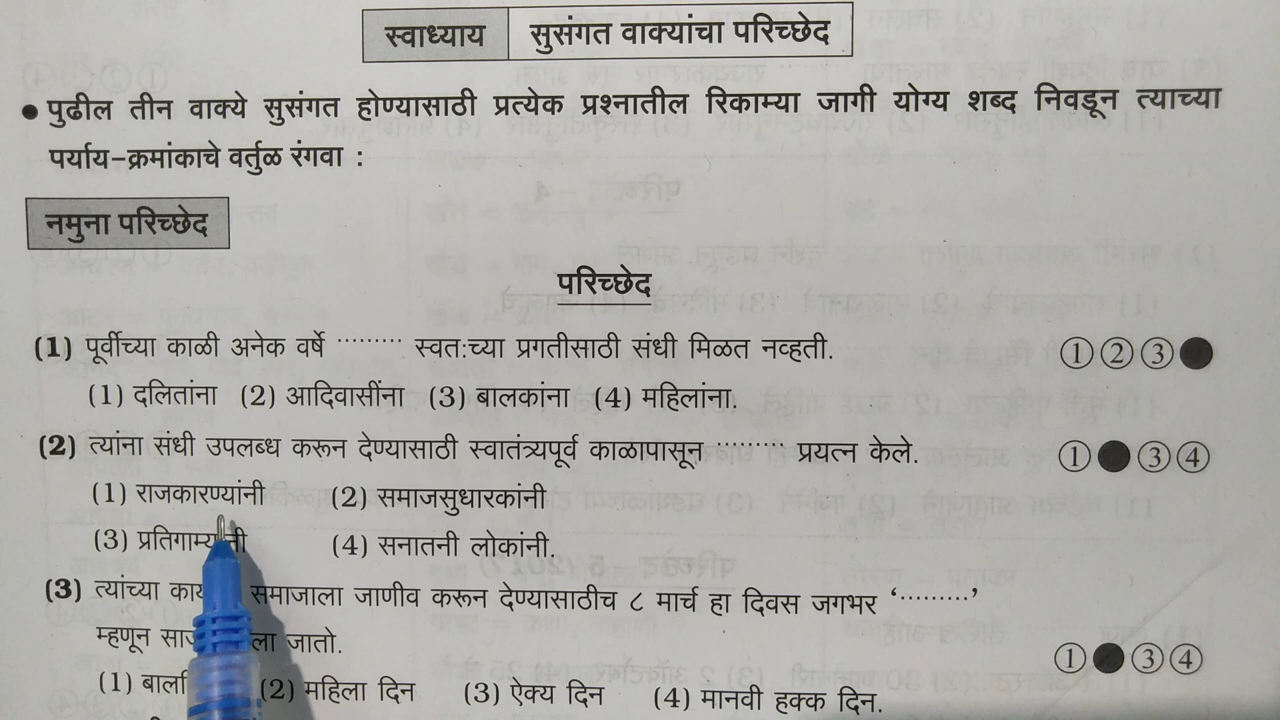 स्वाध्याय सुसंगत वाक्यांचा परिच्छेद
● पुढील तीन वाक्ये सुसंगत होण्यासाठी प्रत्येक प्रश्नातील रिकाम्या जागी योग्य शब्द निवडून त्याच्या
पर्याय-क्रमांकाचे वर्तुळ रंगवा :
नमुना परिच्छेद
परिच्छेद
(1) पूर्वीच्या काळी अनेक वर्षे ········· स्वतःच्या प्रगतीसाठी संधी मिळत नव्हती. ① ② ③ ●
(1) दलितांना (2) आदिवासींना (3) बालकांना (4) महिलांना.
(2) त्यांना संधी उपलब्ध करून देण्यासाठी स्वातंत्र्यपूर्व काळापासून ········· प्रयत्न केले. ① ● ③ ④
(1) राजकारण्यांनी (2) समाजसुधारकांनी
(3) (4) सनातनी लोकांनी.
(3) त्यांच्या समाजाला जाणीव करून देण्यासाठीच ८ मार्च हा दिवस जगभर ‘·········’
म्हणून जातो. ① ● ③ ④
(1) (2) महिला दिन (3) ऐक्य दिन (4) मानवी हक्क दिन.